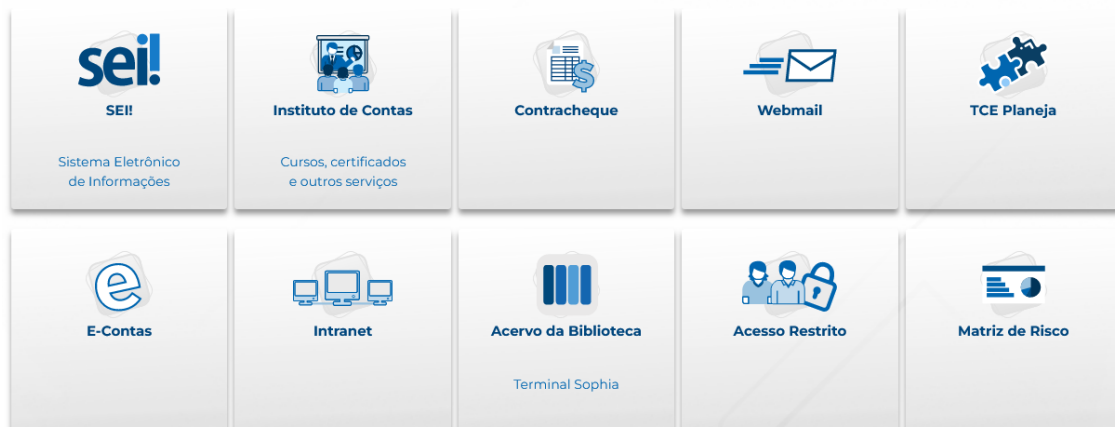 sei!
SEI!
Instituto de Contas
Contracheque
Webmail
TCE Planeja
Sistema Eletrônico
de Informações
Cursos, certificados
e outros serviços
e
E-Contas
Intranet
Acervo da Biblioteca
Acesso Restrito
Matriz de Risco
Terminal Sophia